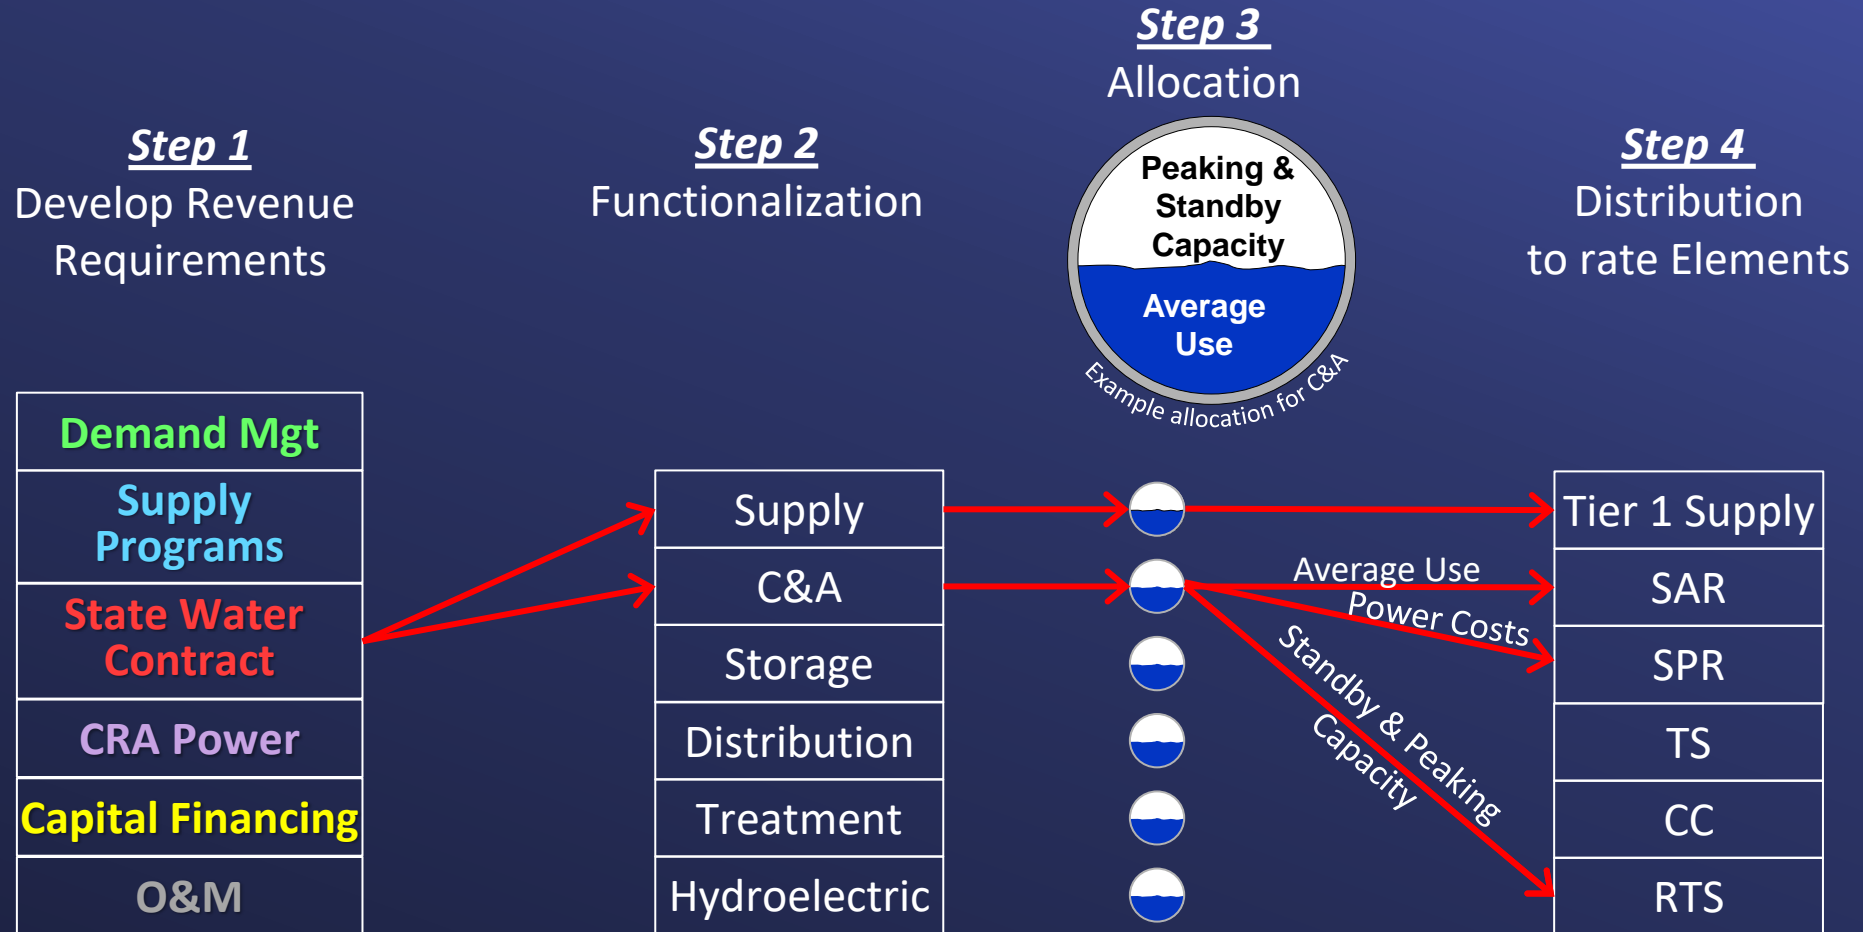 Step 1
Develop Revenue
Requirements
Demand Mgt
Supply
Programs
State Water
Contract
CRA Power
Capital Financing
O&M
Step 2
Functionalization
Supply
C&A
Storage
Distribution
Treatment
Hydroelectric
Step 3
Allocation
Peaking &
Standby
Capacity
Average
Use
Example allocation for C&A
Average Use
Power Costs
Standby & Peaking
Capacity
Step 4
Distribution
to rate Elements
Tier 1 Supply
SAR
SPR
TS
CC
RTS